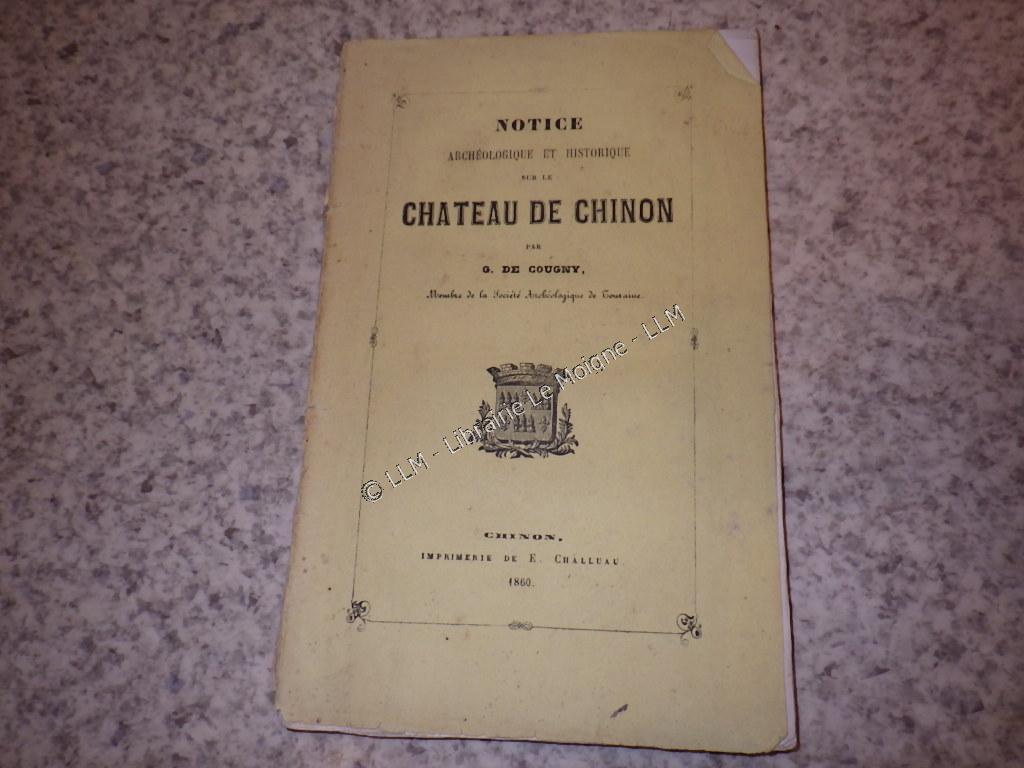 NOTICE
ARCHÉOLOGIQUE ET HISTORIQUE
SUR LE
CHATEAU DE CHINON
PAR
G. DE COUGNY,
Membre de la Société Archéologique de Touraine.
© LLM - Librairie Le Moigne - LLM
CHINON,
IMPRIMERIE DE E. CHALLUAU
1860.